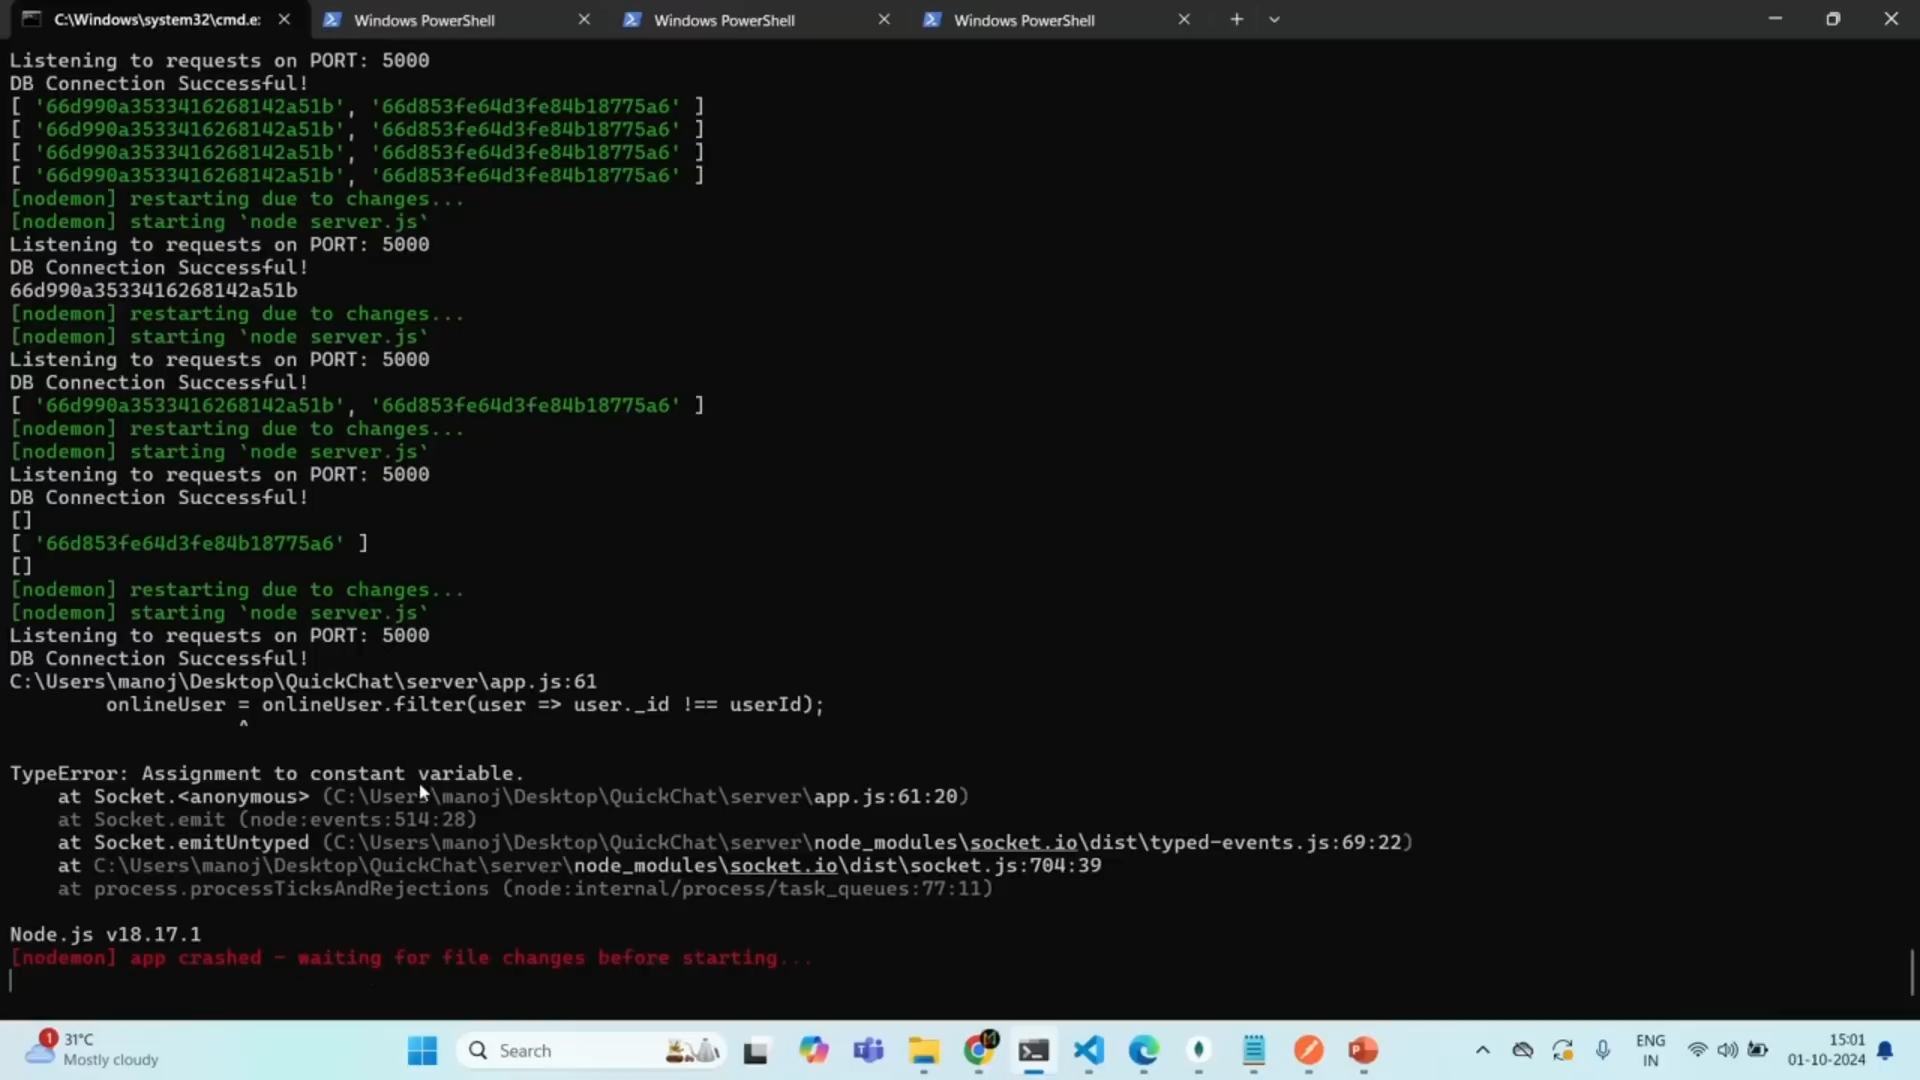 C:\Windows\system32\cmd.e:
Windows PowerShell
Windows PowerShell
Windows PowerShell
Listening to requests on PORT: 5000
DB Connection Successful!
[ '66d990a3533416268142a51b', '66d853fe64d3fe84b18775a6' ]
[ '66d990a3533416268142a51b', '66d853fe64d3fe84b18775a6' ]
[ '66d990a3533416268142a51b', '66d853fe64d3fe84b18775a6' ]
[ '66d990a3533416268142a51b', '66d853fe64d3fe84b18775a6' ]
[nodemon] restarting due to changes...
[nodemon] starting `node server.js`
Listening to requests on PORT: 5000
DB Connection Successful!
66d990a3533416268142a51b
[nodemon] restarting due to changes...
[nodemon] starting `node server.js`
Listening to requests on PORT: 5000
DB Connection Successful!
[ '66d990a3533416268142a51b', '66d853fe64d3fe84b18775a6' ]
[nodemon] restarting due to changes...
[nodemon] starting `node server.js`
Listening to requests on PORT: 5000
DB Connection Successful!
[]
[ '66d853fe64d3fe84b18775a6' ]
[]
[nodemon] restarting due to changes...
[nodemon] starting `node server.js`
Listening to requests on PORT: 5000
DB Connection Successful!
C:\Users\manoj\Desktop\QuickChat\server\app.js:61
onlineUser = onlineUser.filter(user => user._id !== userId);
^
TypeError: Assignment to constant variable.
at Socket.<anonymous> (C:\Users\manoj\Desktop\QuickChat\server\app.js:61:20)
at Socket.emit (node:events:514:28)
at Socket.emitUntyped (C:\Users\manoj\Desktop\QuickChat\server\node_modules\socket.io\dist\typed-events.js:69:22)
at C:\Users\manoj\Desktop\QuickChat\server\node_modules\socket.io\dist\socket.js:704:39
at process.processTicksAndRejections (node:internal/process/task_queues:77:11)
Node.js v18.17.1
[nodemon] app crashed - waiting for file changes before starting...
1
31°C
Mostly cloudy
Search
ENG
IN
15:01
01-10-2024